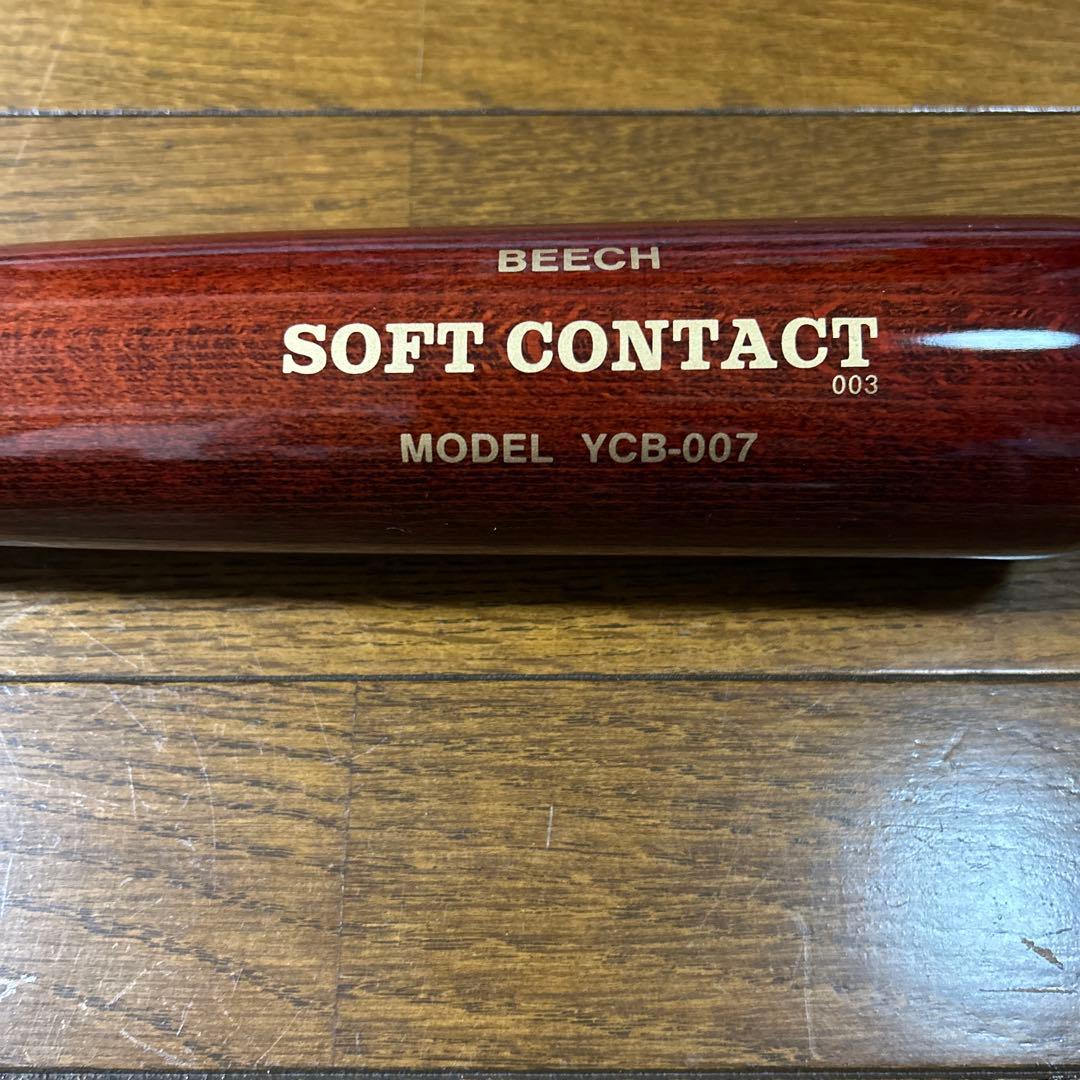 BEECH
SOFT CONTACT
003
MODEL YCB-007